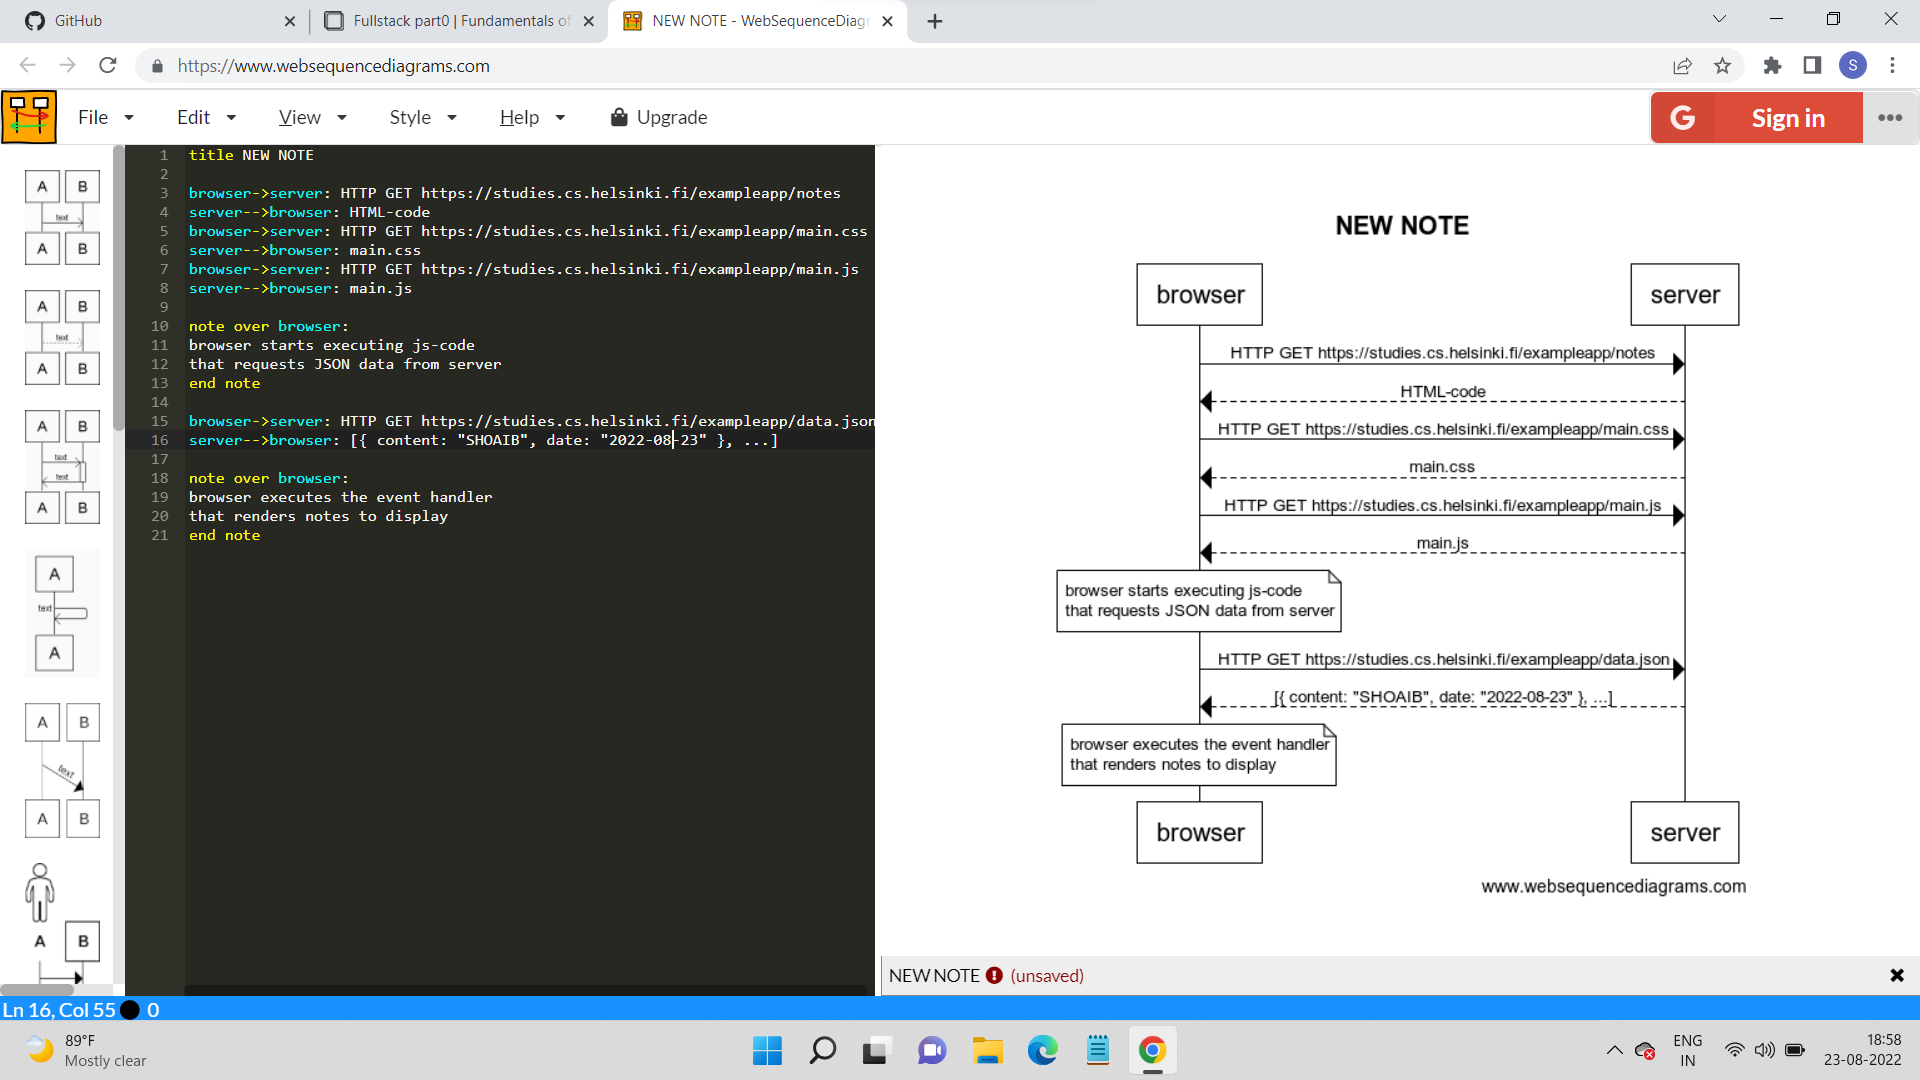 GitHub
Fullstack part0 | Fundamentals of
NEW NOTE - WebSequenceDiagr
https://www.websequencediagrams.com
S
File
Edit
View
Style
Help
Upgrade
G
Sign in
A B
text
A B
A B
text
A B
A B
text
text
A B
A
text
A
A B
text
A B
A B
1 title NEW NOTE
2
3 browser->server: HTTP GET https://studies.cs.helsinki.fi/exampleapp/notes
4 server-->browser: HTML-code
5 browser->server: HTTP GET https://studies.cs.helsinki.fi/exampleapp/main.css
6 server-->browser: main.css
7 browser->server: HTTP GET https://studies.cs.helsinki.fi/exampleapp/main.js
8 server-->browser: main.js
9
10 note over browser:
11 browser starts executing js-code
12 that requests JSON data from server
13 end note
14
15 browser->server: HTTP GET https://studies.cs.helsinki.fi/exampleapp/data.json
16 server-->browser: [{ content: "SHOAIB", date: "2022-08-23" }, ...]
17
18 note over browser:
19 browser executes the event handler
20 that renders notes to display
21 end note
NEW NOTE
browser server
HTTP GET https://studies.cs.helsinki.fi/exampleapp/notes
HTML-code
HTTP GET https://studies.cs.helsinki.fi/exampleapp/main.css
main.css
HTTP GET https://studies.cs.helsinki.fi/exampleapp/main.js
main.js
browser starts executing js-code
that requests JSON data from server
HTTP GET https://studies.cs.helsinki.fi/exampleapp/data.json
[{ content: "SHOAIB", date: "2022-08-23" }, ...]
browser executes the event handler
that renders notes to display
browser server
www.websequencediagrams.com
NEW NOTE (unsaved)
Ln 16, Col 55 0
89°F
Mostly clear
ENG
IN
18:58
23-08-2022